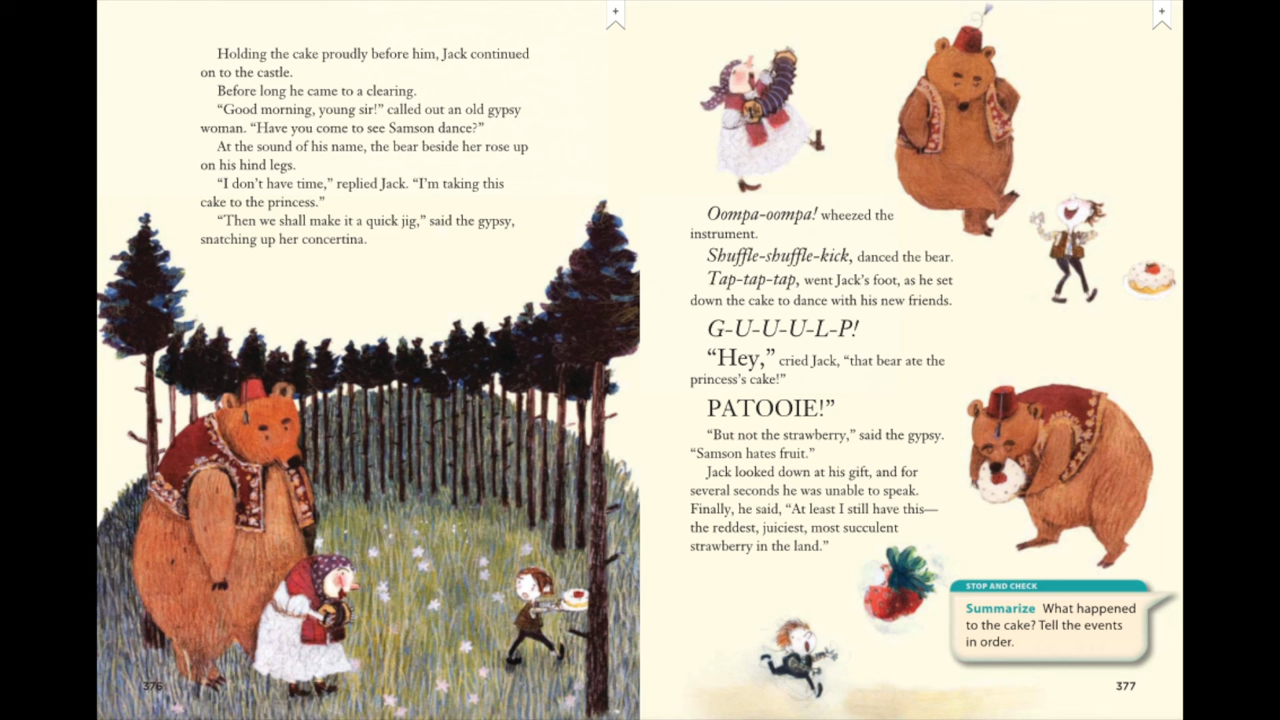 Holding the cake proudly before him, Jack continued
on to the castle.
Before long he came to a clearing.
“Good morning, young sir!” called out an old gypsy
woman. “Have you come to see Samson dance?”
At the sound of his name, the bear beside her rose up
on his hind legs.
“I don’t have time,” replied Jack. “I’m taking this
cake to the princess.”
“Then we shall make it a quick jig,” said the gypsy,
snatching up her concertina.
376
Oompa-oompa! wheezed the
instrument.
Shuffle-shuffle-kick, danced the bear.
Tap-tap-tap, went Jack’s foot, as he set
down the cake to dance with his new friends.
G-U-U-U-L-P!
“Hey,” cried Jack, “that bear ate the
princess’s cake!”
PATOOIE!”
“But not the strawberry,” said the gypsy.
“Samson hates fruit.”
Jack looked down at his gift, and for
several seconds he was unable to speak.
Finally, he said, “At least I still have this—
the reddest, juiciest, most succulent
strawberry in the land.”
STOP AND CHECK
Summarize What happened
to the cake? Tell the events
in order.
377